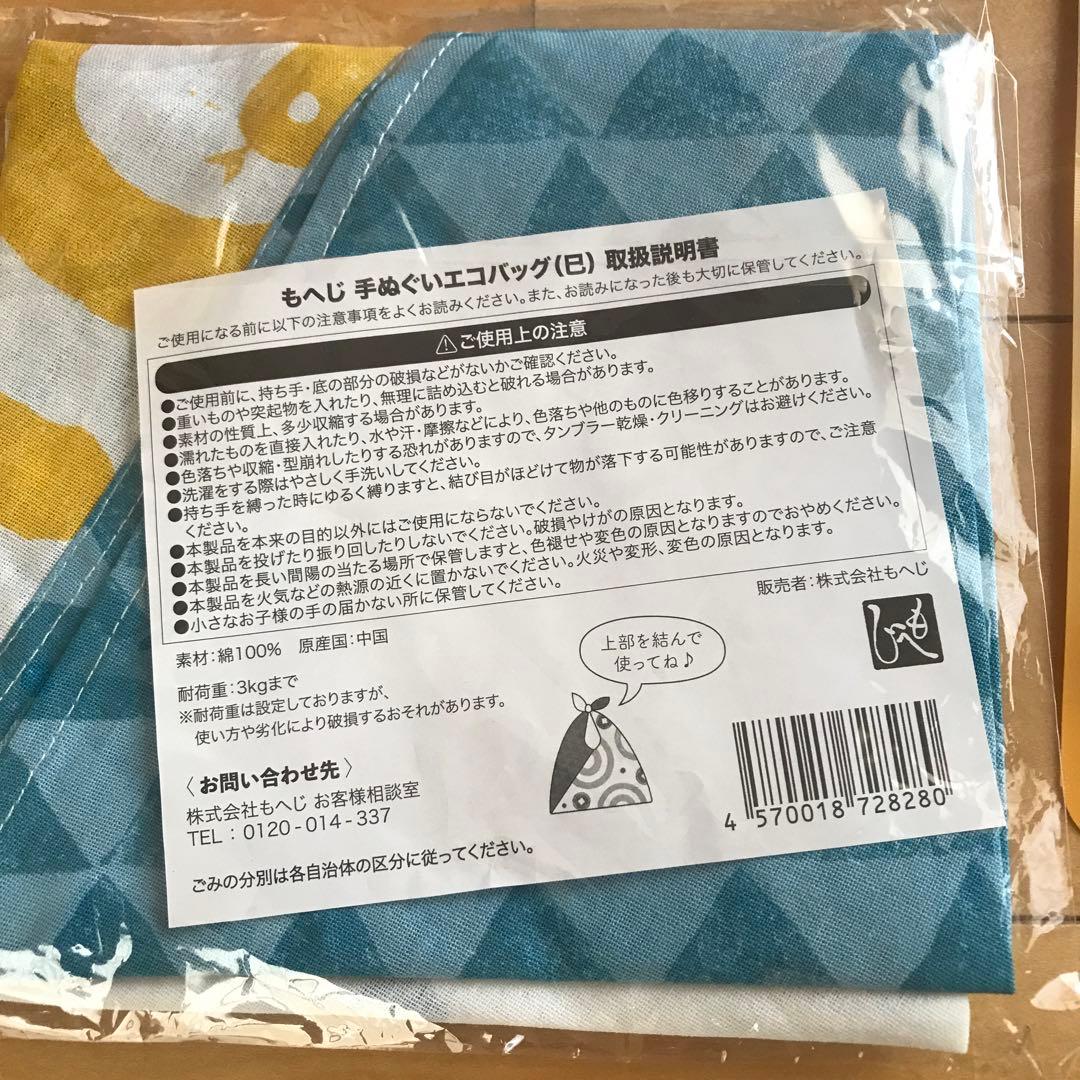 もへじ 手ぬぐいエコバッグ(巳) 取扱説明書
ご使用になる前に以下の注意事項をよくお読みください。また、お読みになった後も大切に保管してください。
⚠ご使用上の注意
●ご使用前に、持ち手・底の部分の破損などがないかご確認ください。
●重いものや突起物を入れたり、無理に詰め込むと破れる場合があります。
●素材の性質上、多少収縮する場合があります。
●濡れたものを直接入れたり、水や汗・摩擦などにより、色落ちや他のものに色移りすることがあります。
●色落ちや収縮・型崩れしたりする恐れがありますので、タンブラー乾燥・クリーニングはお避けください。
●洗濯をする際はやさしく手洗いしてください。
●持ち手を縛った時にゆるく縛りますと、結び目がほどけて物が落下する可能性がありますので、ご注意
ください。
●本製品を本来の目的以外にはご使用にならないでください。
●本製品を投げたり振り回したりしないでください。破損やけがの原因となります。
●本製品を長い間陽の当たる場所で保管しますと、色褪せや変色の原因となりますのでおやめください。
●本製品を火気などの熱源の近くに置かないでください。火災や変形、変色の原因となります。
●小さなお子様の手の届かない所に保管してください。
素材:綿100% 原産国:中国
販売者:株式会社もへじ
もへじ
耐荷重:3kgまで
※耐荷重は設定しておりますが、
使い方や劣化により破損するおそれがあります。
上部を結んで
使ってね♪
〈 お問い合わせ先 〉
株式会社もへじ お客様相談室
TEL : 0120-014-337
4 570018 728280
ごみの分別は各自治体の区分に従ってください。